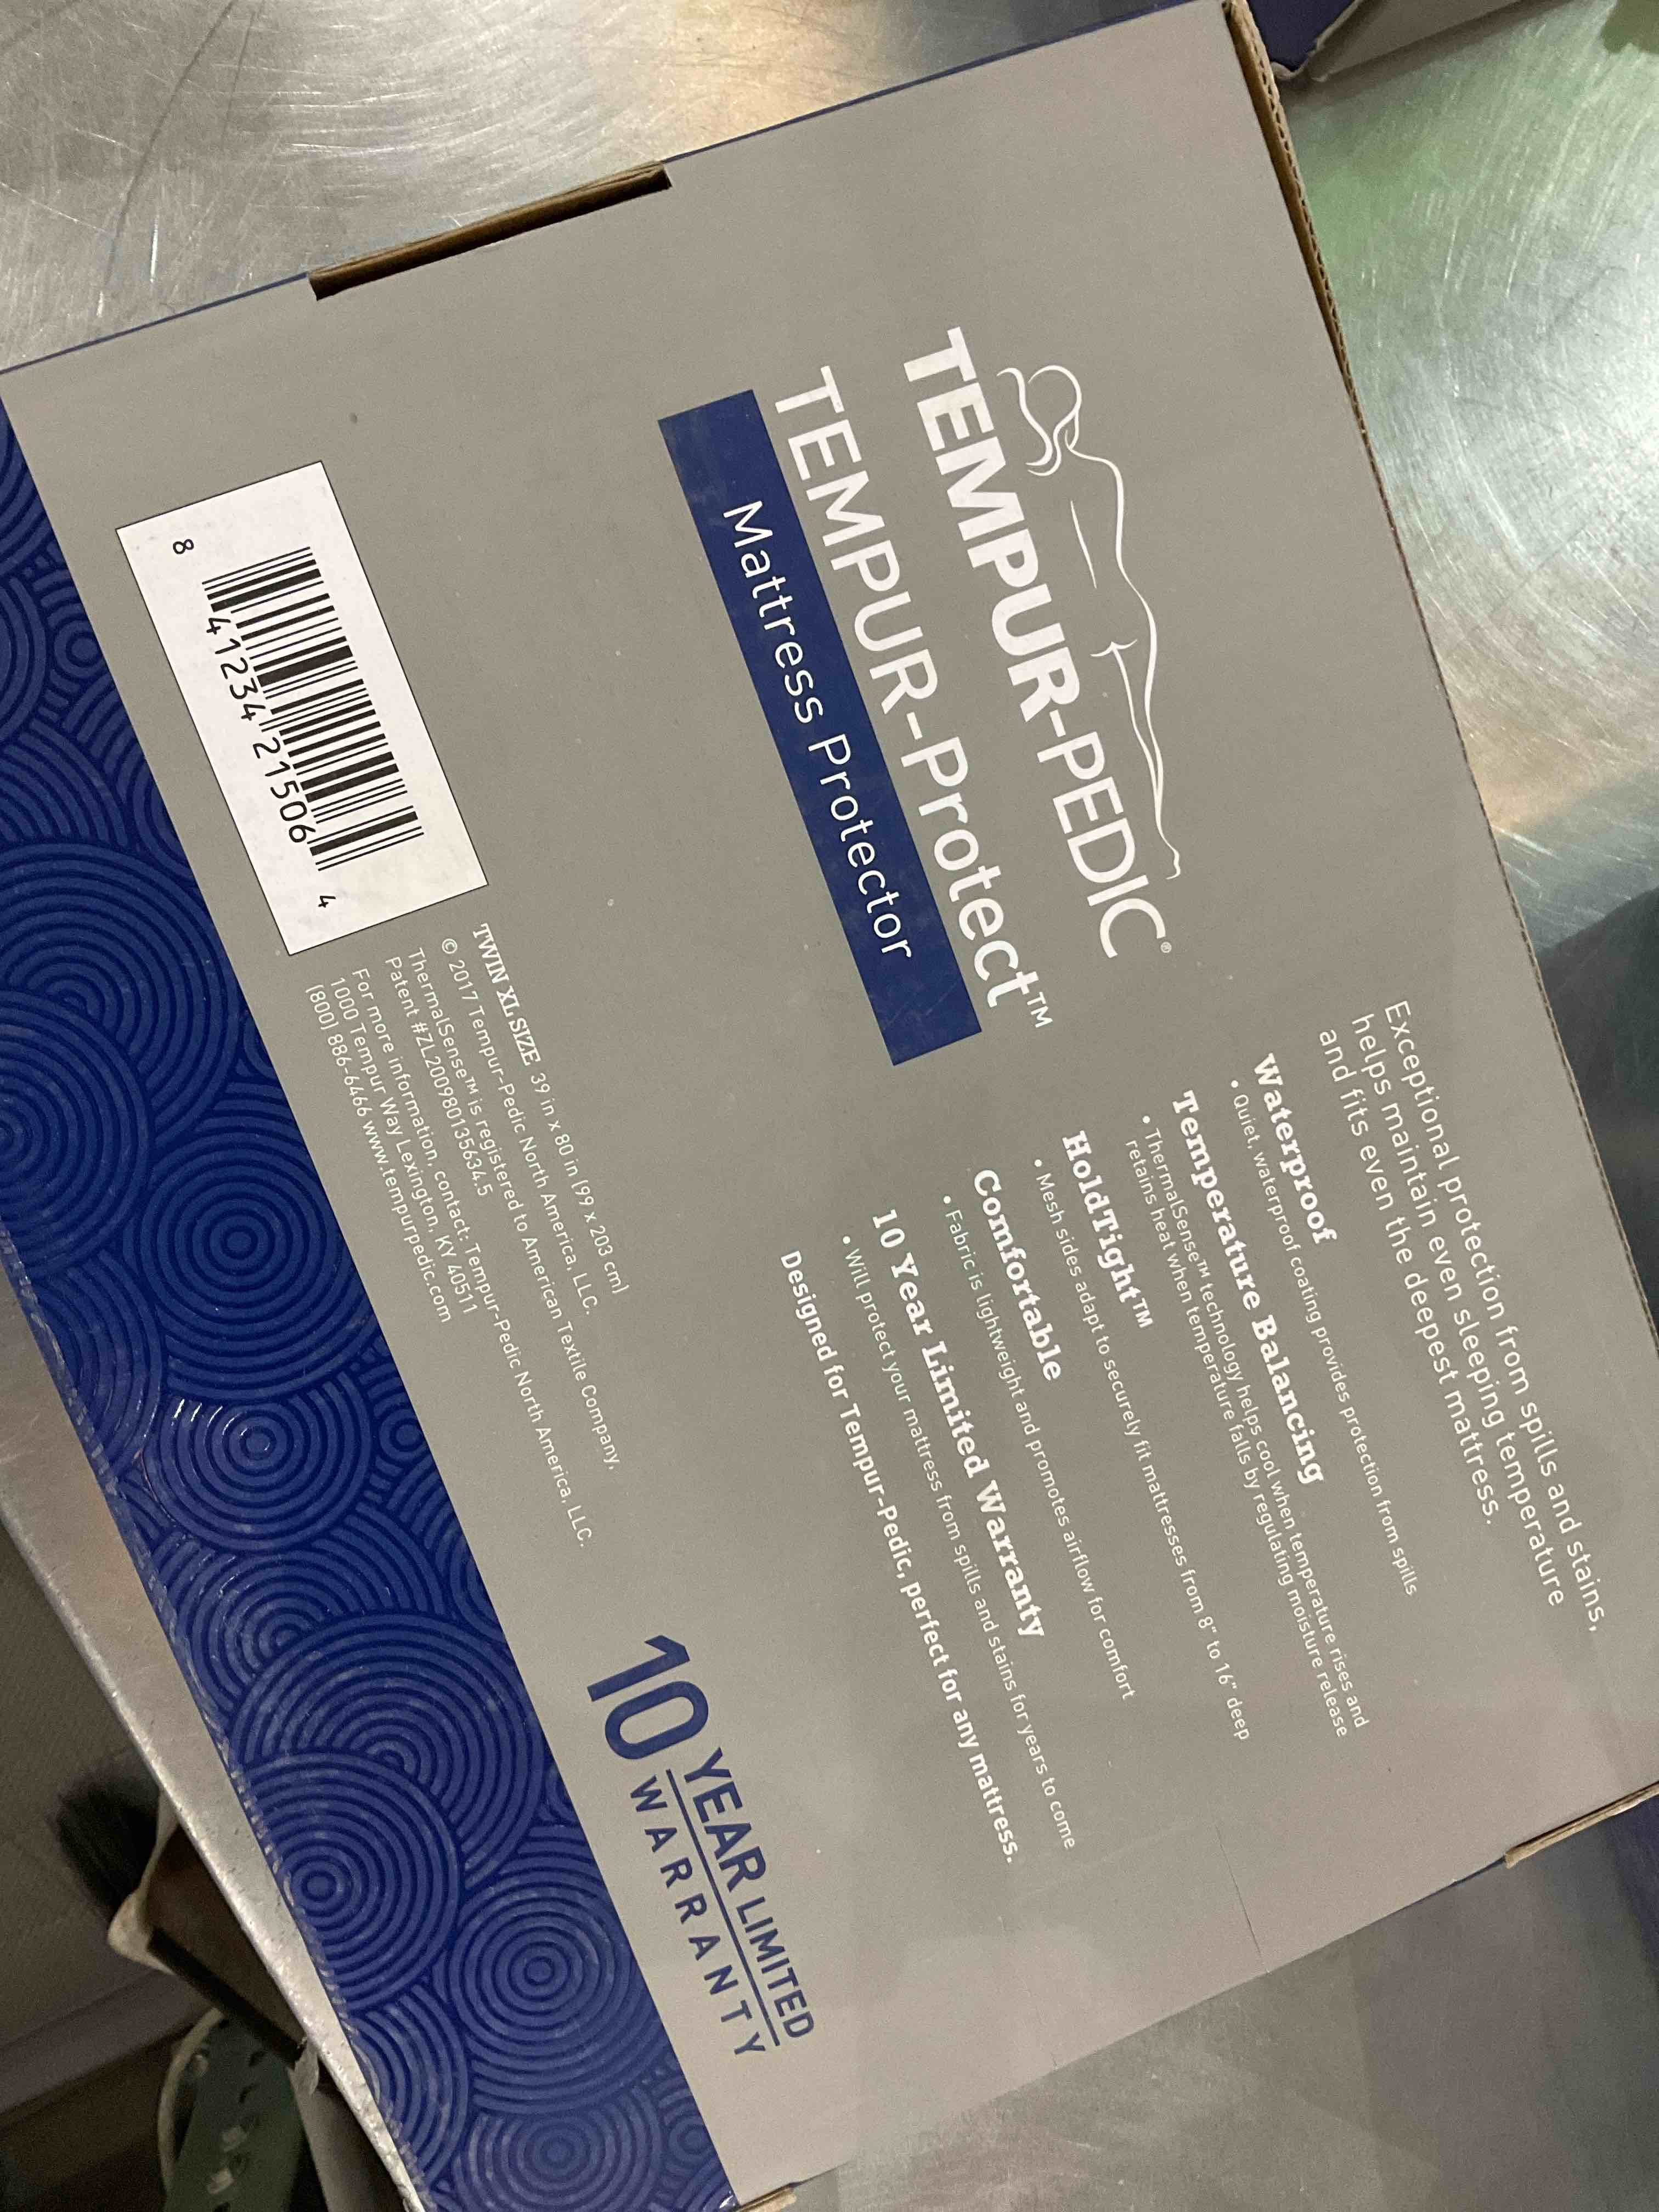 TEMPUR-PEDIC®
TEMPUR-Protect™
Mattress Protector
Exceptional protection from spills and stains,
helps maintain even sleeping temperature
and fits even the deepest mattress.
Waterproof
• Quiet, waterproof coating provides protection from spills
Temperature Balancing
• ThermalSense™ technology helps cool when temperature rises and
retains heat when temperature falls by regulating moisture release
HoldTight™
• Mesh sides adapt to securely fit mattresses from 8" to 16" deep
Comfortable
• Fabric is lightweight and promotes airflow for comfort
10 Year Limited Warranty
• Will protect your mattress from spills and stains for years to come
Designed for Tempur-Pedic, perfect for any mattress.
8 41234 21506 4
TWIN XL SIZE 39 in x 80 in (99 x 203 cm)
© 2017 Tempur-Pedic North America, LLC.
ThermalSense™ is registered to American Textile Company,
Patent #ZL200980135634.5
For more information, contact: Tempur-Pedic North America, LLC.
1000 Tempur Way Lexington, KY 40511
(800) 886-6466 www.tempurpedic.com
10 YEAR LIMITED
WARRANTY